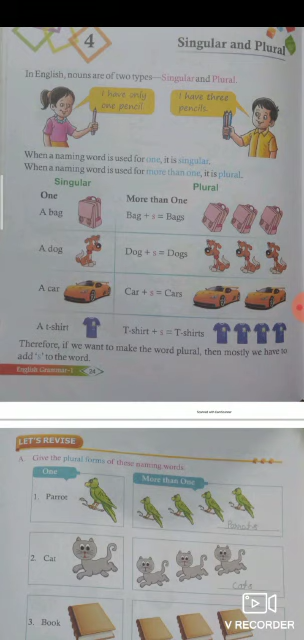 4
Singular and Plural
In English, nouns are of two types—Singular and Plural
I have only
one pencil.
I have three
pencils.
When a naming word is used for one, it is singular.
When a naming word is used for more than one, it is plural.
Singular
Plural
One
More than One
A bag
Bag + s = Bags
A dog
Dog + s = Dogs
A car
Car + s = Cars
A t-shirt
T-shirt + s = T-shirts
Therefore, if we want to make the word plural, then mostly we have to
add 's' to the word.
English Grammar-1
24
LET'S REVISE
A. Give the plural forms of these naming words.
One
More than One
1. Parrot
Parrots
2. Cat
Cats
3. Book
V RECORDER